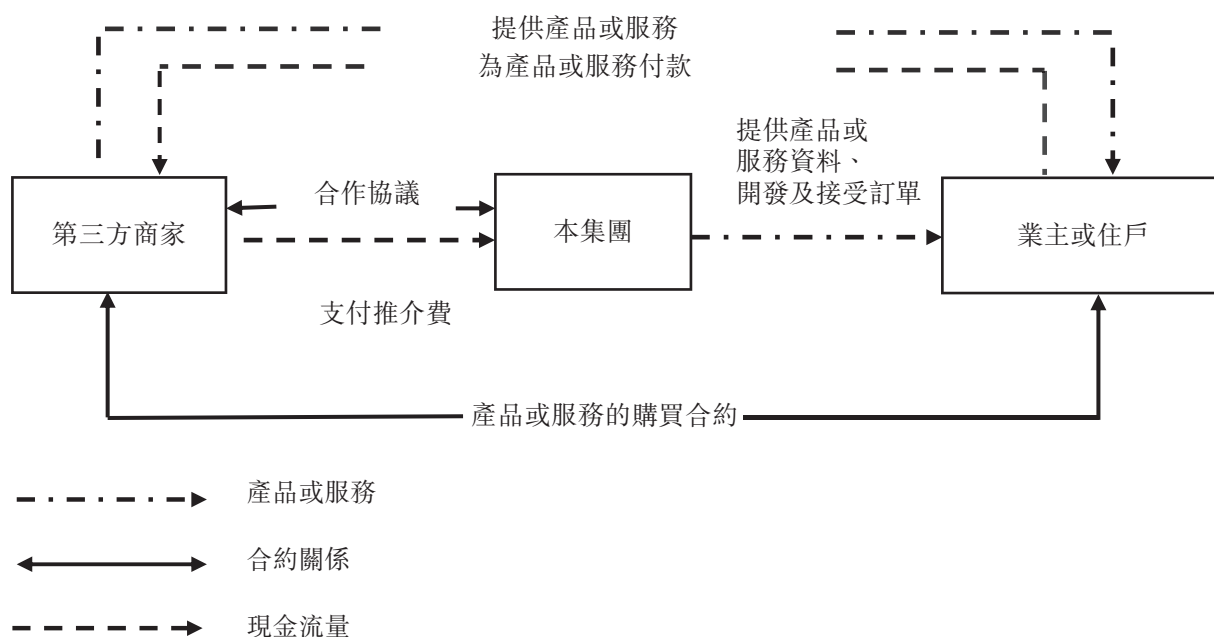 提供產品或服務
為產品或服務付款
提供產品或
服務資料、
開發及接受訂單
合作協議
第三方商家
本集團
業主或住戶
支付推介費
產品或服務的購買合約
產品或服務
合約關係
現金流量